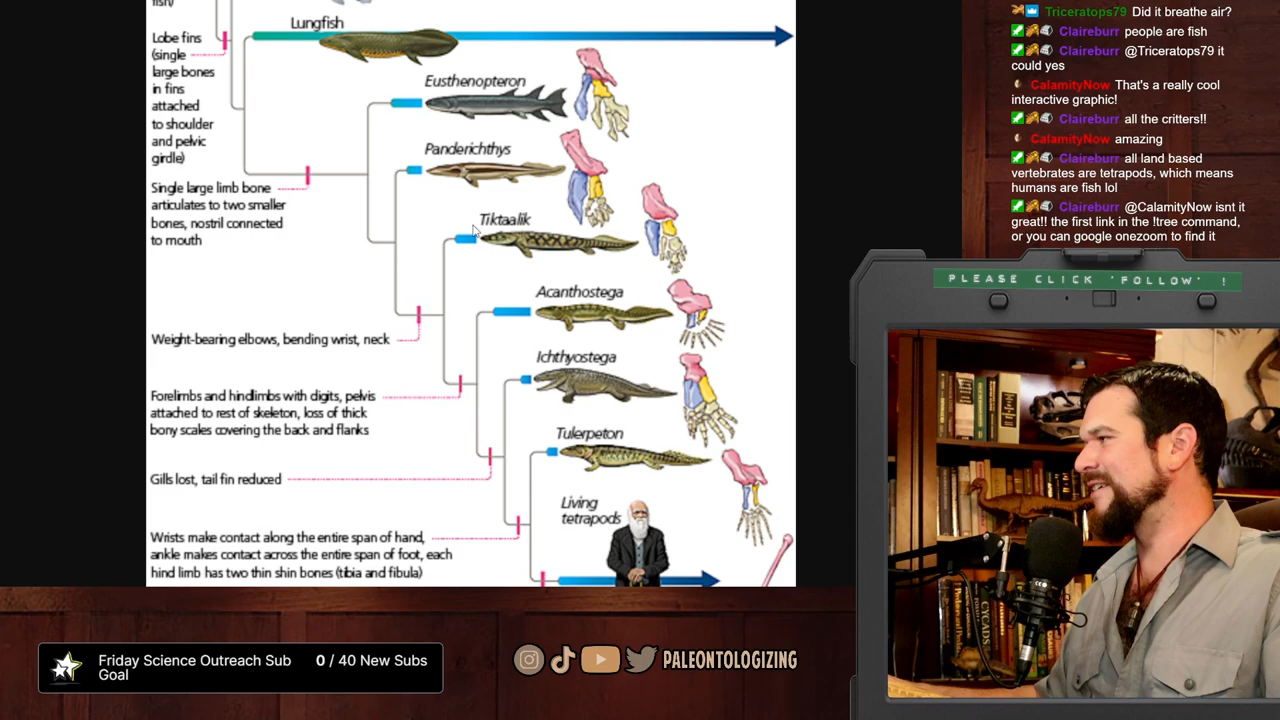 fish)
Lungfish
Lobe fins
(single
large bones
in fins
attached
to shoulder
and pelvic
girdle)
Eusthenopteron
Panderichthys
Single large limb bone
articulates to two smaller
bones, nostril connected
to mouth
Tiktaalik
Acanthostega
Weight-bearing elbows, bending wrist, neck
Ichthyostega
Forelimbs and hindlimbs with digits, pelvis
attached to rest of skeleton, loss of thick
bony scales covering the back and flanks
Tulerpeton
Gills lost, tail fin reduced
Living
tetrapods
Wrists make contact along the entire span of hand,
ankle makes contact across the entire span of foot, each
hind limb has two thin shin bones (tibia and fibula)
Triceratops79 Did it breathe air?
Claireburr people are fish
Claireburr @Triceratops79 it
could yes
CalamityNow That's a really cool
interactive graphic!
Claireburr all the critters!!
CalamityNow amazing
Claireburr all land based
vertebrates are tetrapods, which means
humans are fish lol
Claireburr @CalamityNow isnt it
great!! the first link in the !tree command,
or you can google onezoom to find it
PLEASE CLICK 'FOLLOW' !
CYCADS
Friday Science Outreach Sub
Goal
0 / 40 New Subs
PALEONTOLOGIZING